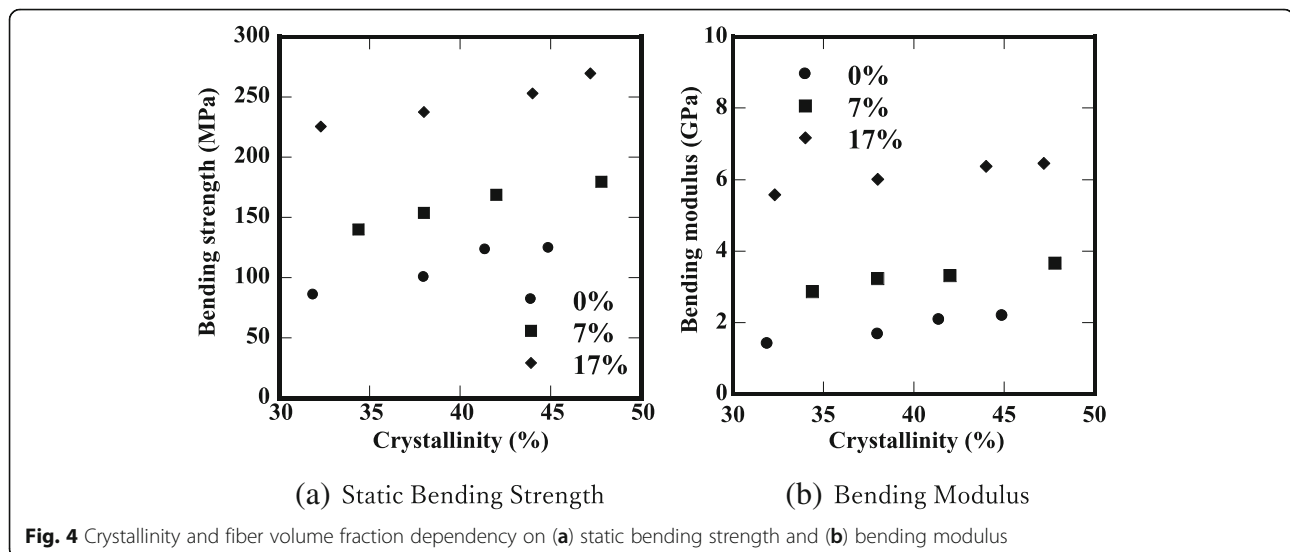 300
250
200
150
100
50
0
30 35 40 45 50
Bending strength (MPa)
Crystallinity (%)
0%
7%
17%
(a) Static Bending Strength
10
8
6
4
2
0
30 35 40 45 50
Bending modulus (GPa)
Crystallinity (%)
0%
7%
17%
(b) Bending Modulus
Fig. 4 Crystallinity and fiber volume fraction dependency on (a) static bending strength and (b) bending modulus